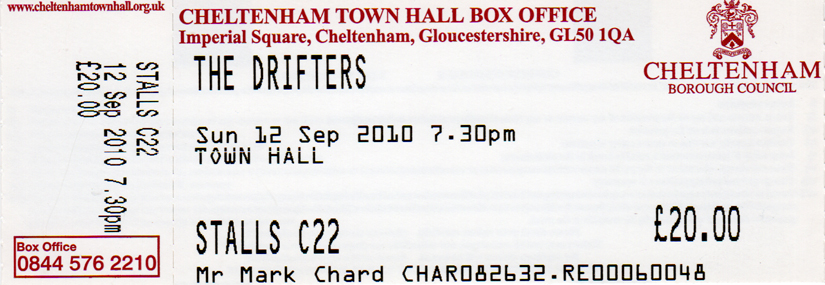 www.cheltenhamtownhall.org.uk
STALLS C22
12 Sep 2010 7.30pm
£20.00
Box Office
0844 576 2210
CHELTENHAM TOWN HALL BOX OFFICE
Imperial Square, Cheltenham, Gloucestershire, GL50 1QA
THE DRIFTERS
CHELTENHAM
BOROUGH COUNCIL
Sun 12 Sep 2010 7.30pm
TOWN HALL
STALLS C22
£20.00
Mr Mark Chard CHAR082632.RE00060048